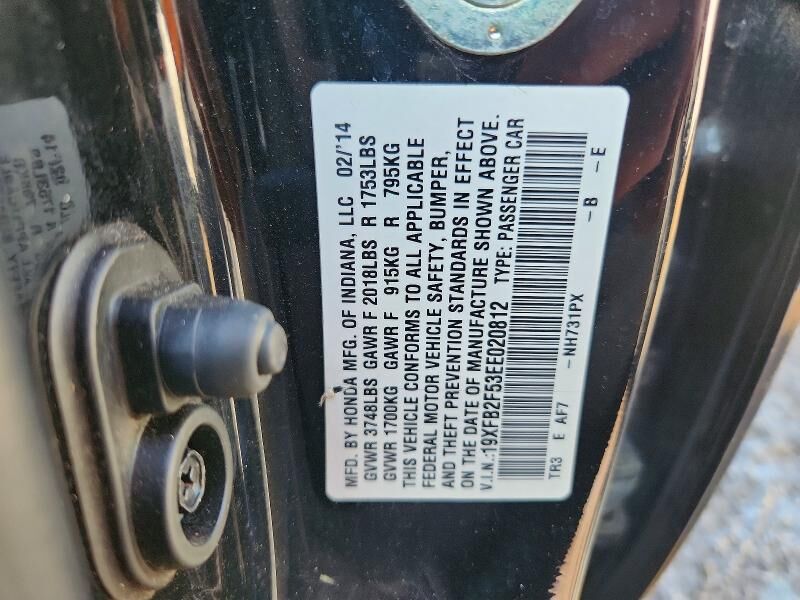 MFD. BY HONDA MFG. OF INDIANA, LLC 02/'14
GVWR 3748LBS GAWR F 2018LBS R 1753LBS
GVWR 1700KG GAWR F 915KG R 795KG
THIS VEHICLE CONFORMS TO ALL APPLICABLE
FEDERAL MOTOR VEHICLE SAFETY, BUMPER,
AND THEFT PREVENTION STANDARDS IN EFFECT
ON THE DATE OF MANUFACTURE SHOWN ABOVE.
V.I.N.:19XFB2F53EE020812 TYPE: PASSENGER CAR
TR3 E AF7 -NH731PX -B -E